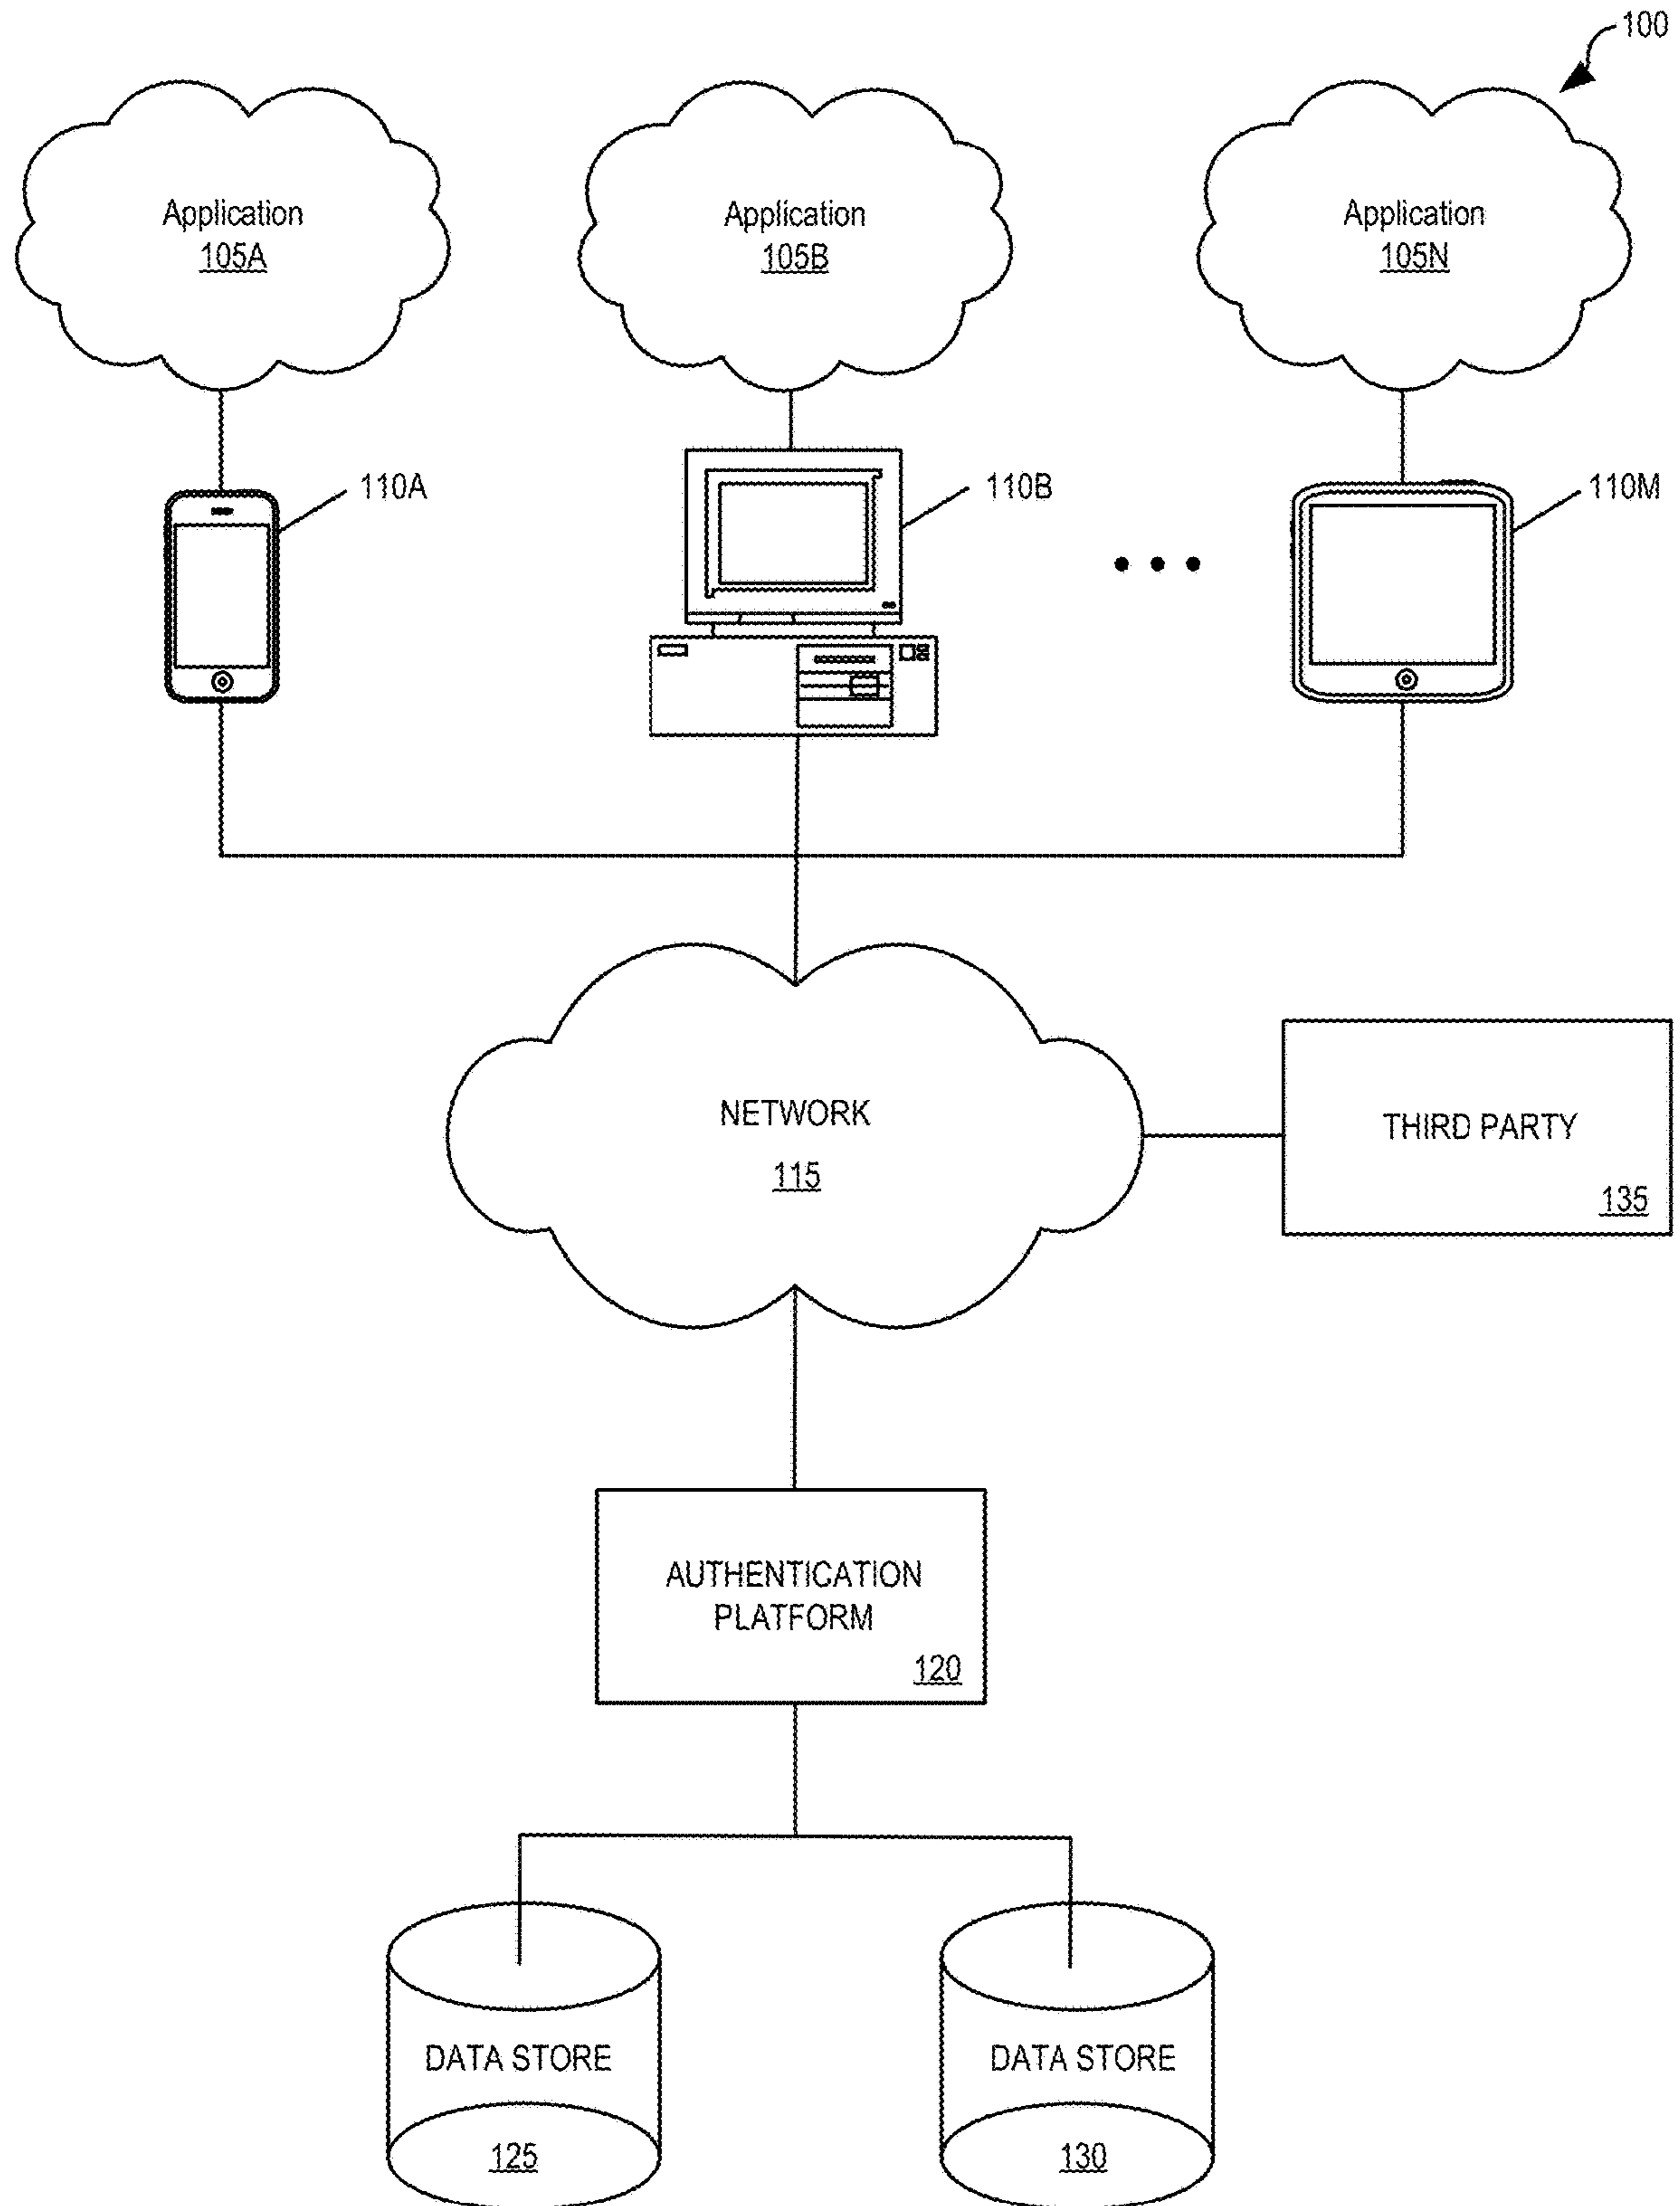 100
Application
105A
Application
105B
Application
105N
110A
110B
110M
NETWORK
115
THIRD PARTY
135
AUTHENTICATION
PLATFORM
120
DATA STORE
125
DATA STORE
130